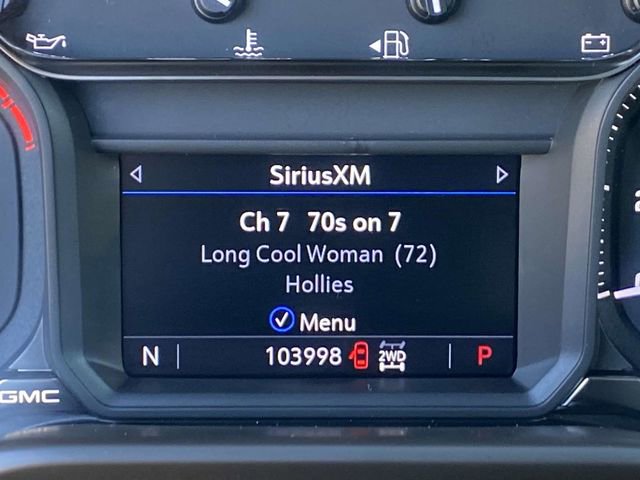 SiriusXM
Ch 7 70s on 7
Long Cool Woman (72)
Hollies
Menu
N 103998 2WD P
GMC